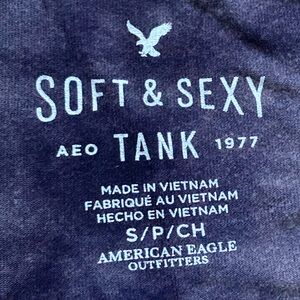 SOFT & SEXY
AEO TANK 1977
MADE IN VIETNAM
FABRIQUÉ AU VIETNAM
HECHO EN VIETNAM
S/P/CH
AMERICAN EAGLE
OUTFITTERS